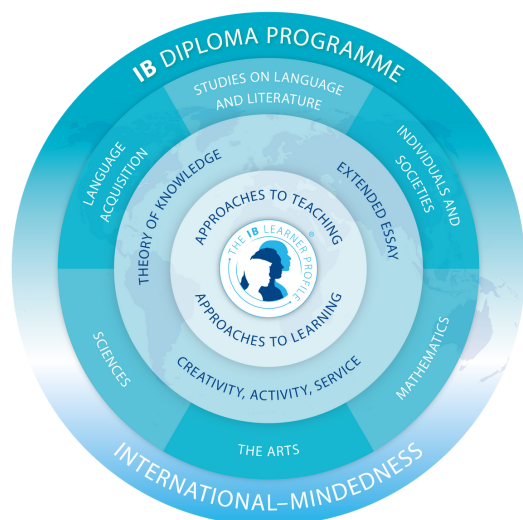 IB DIPLOMA PROGRAMME
STUDIES ON LANGUAGE
AND LITERATURE
LANGUAGE
ACQUISITION
INDIVIDUALS AND
SOCIETIES
THEORY OF KNOWLEDGE
EXTENDED ESSAY
APPROACHES TO TEACHING
THE IB LEARNER PROFILE®
APPROACHES TO LEARNING
CREATIVITY, ACTIVITY, SERVICE
SCIENCES
MATHEMATICS
THE ARTS
INTERNATIONAL–MINDEDNESS